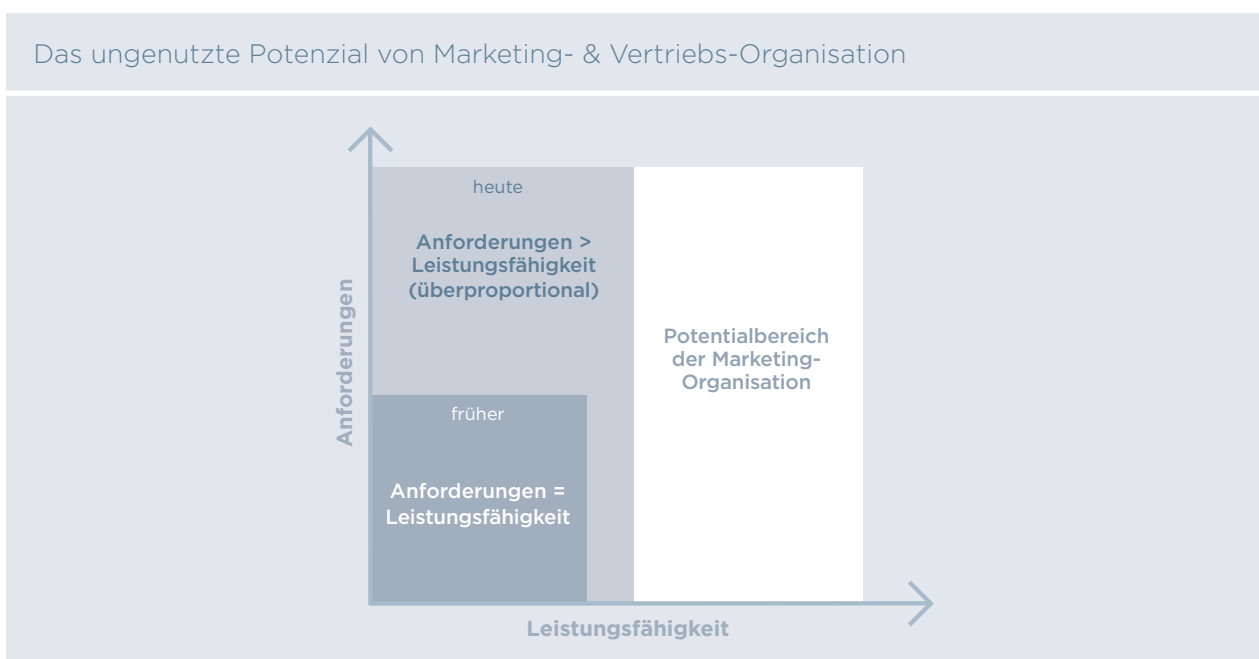 Das ungenutzte Potenzial von Marketing- & Vertriebs-Organisation
heute
Anforderungen >
Leistungsfähigkeit
(überproportional)
Potentialbereich
der Marketing-
Organisation
Anforderungen
früher
Anforderungen =
Leistungsfähigkeit
Leistungsfähigkeit